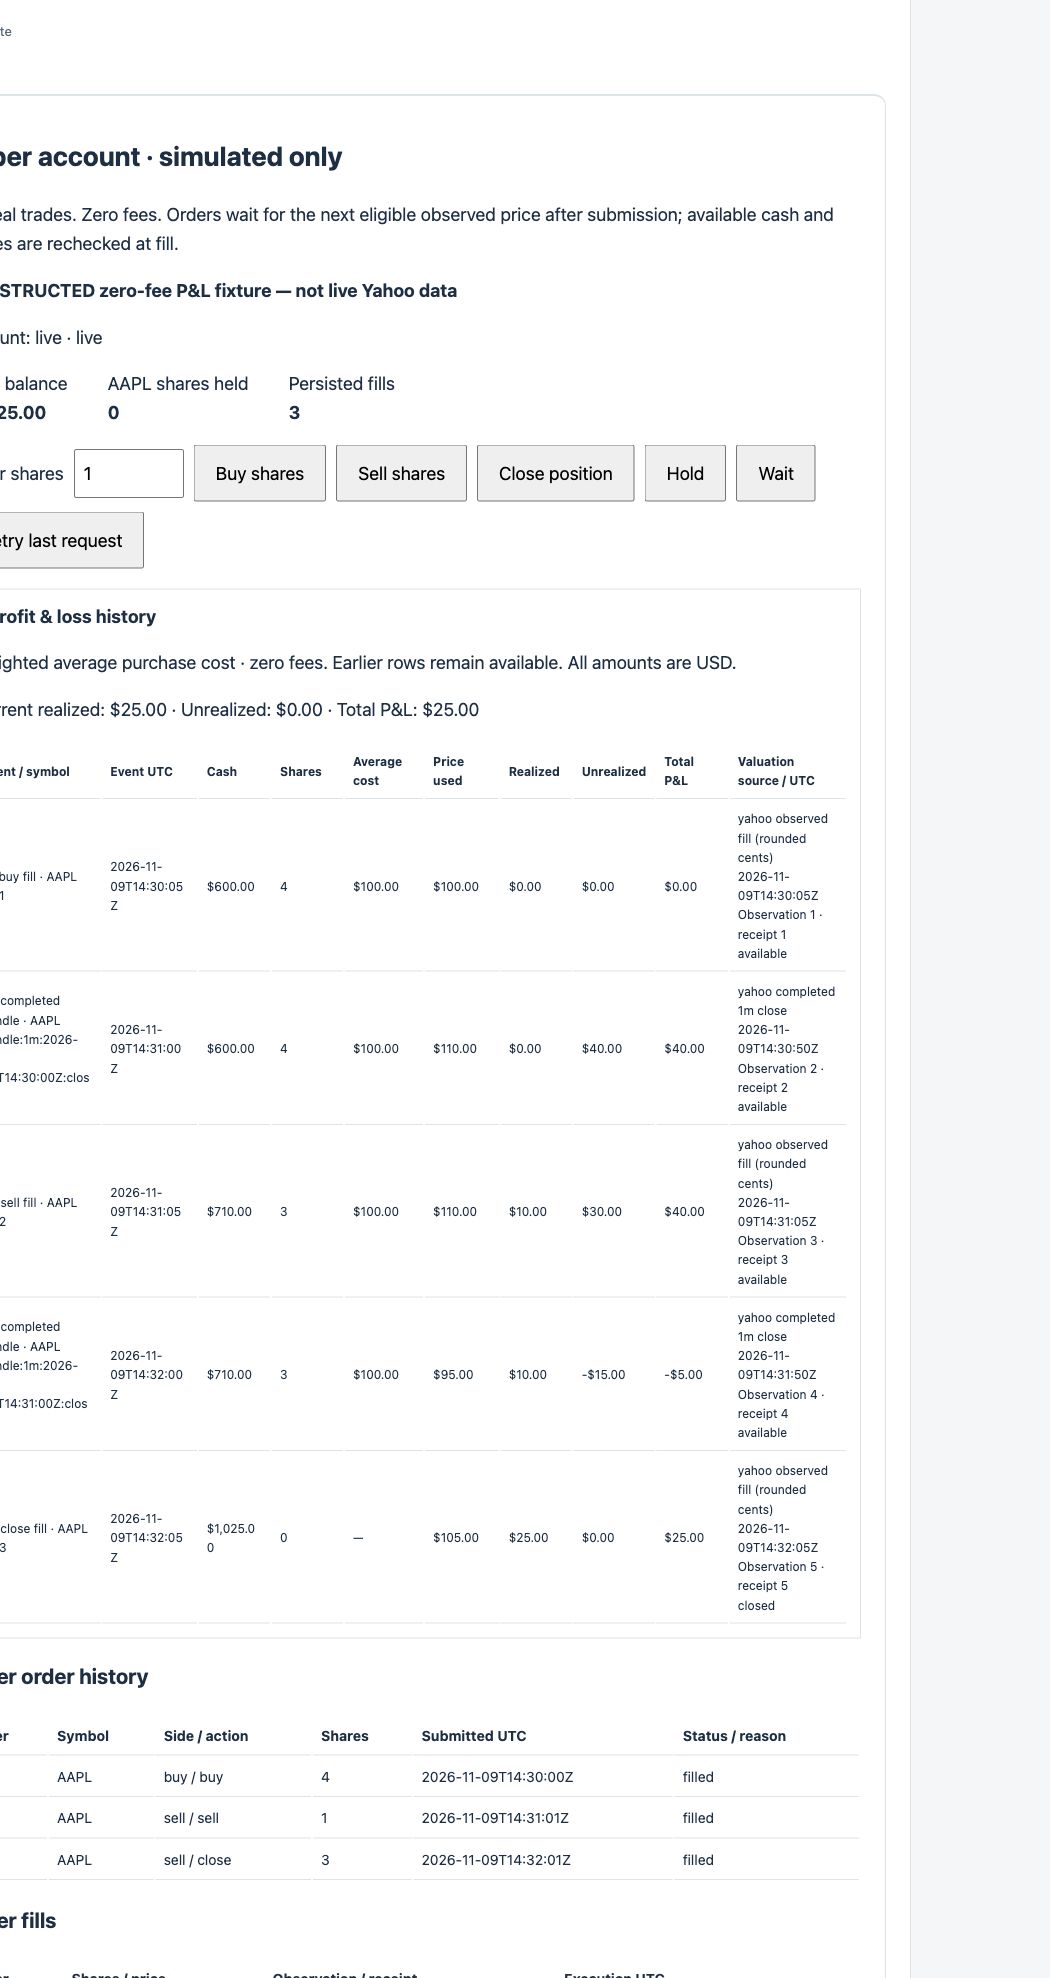 te
per account · simulated only
eal trades. Zero fees. Orders wait for the next eligible observed price after submission; available cash and
es are rechecked at fill.
STRUCTED zero-fee P&L fixture — not live Yahoo data
unt: live · live
balance AAPL shares held Persisted fills
25.00 0 3
r shares 1 Buy shares Sell shares Close position Hold Wait
etry last request
rofit & loss history
ighted average purchase cost · zero fees. Earlier rows remain available. All amounts are USD.
rrent realized: $25.00 · Unrealized: $0.00 · Total P&L: $25.00
ent / symbol Event UTC Cash Shares Average cost Price used Realized Unrealized Total P&L Valuation source / UTC
buy fill · AAPL
1
2026-11-
09T14:30:05
Z
$600.00 4 $100.00 $100.00 $0.00 $0.00 $0.00
yahoo observed
fill (rounded
cents)
2026-11-
09T14:30:05Z
Observation 1 ·
receipt 1
available
completed
ndle · AAPL
ndle:1m:2026-
T14:30:00Z:clos
2026-11-
09T14:31:00
Z
$600.00 4 $100.00 $110.00 $0.00 $40.00 $40.00
yahoo completed
1m close
2026-11-
09T14:30:50Z
Observation 2 ·
receipt 2
available
sell fill · AAPL
2
2026-11-
09T14:31:05
Z
$710.00 3 $100.00 $110.00 $10.00 $30.00 $40.00
yahoo observed
fill (rounded
cents)
2026-11-
09T14:31:05Z
Observation 3 ·
receipt 3
available
completed
ndle · AAPL
ndle:1m:2026-
T14:31:00Z:clos
2026-11-
09T14:32:00
Z
$710.00 3 $100.00 $95.00 $10.00 -$15.00 -$5.00
yahoo completed
1m close
2026-11-
09T14:31:50Z
Observation 4 ·
receipt 4
available
close fill · AAPL
3
2026-11-
09T14:32:05
Z
$1,025.0
0
0 — $105.00 $25.00 $0.00 $25.00
yahoo observed
fill (rounded
cents)
2026-11-
09T14:32:05Z
Observation 5 ·
receipt 5
closed
er order history
er Symbol Side / action Shares Submitted UTC Status / reason
AAPL buy / buy 4 2026-11-09T14:30:00Z filled
AAPL sell / sell 1 2026-11-09T14:31:01Z filled
AAPL sell / close 3 2026-11-09T14:32:01Z filled
er fills
er Shares / price Observation / receipt Execution UTC